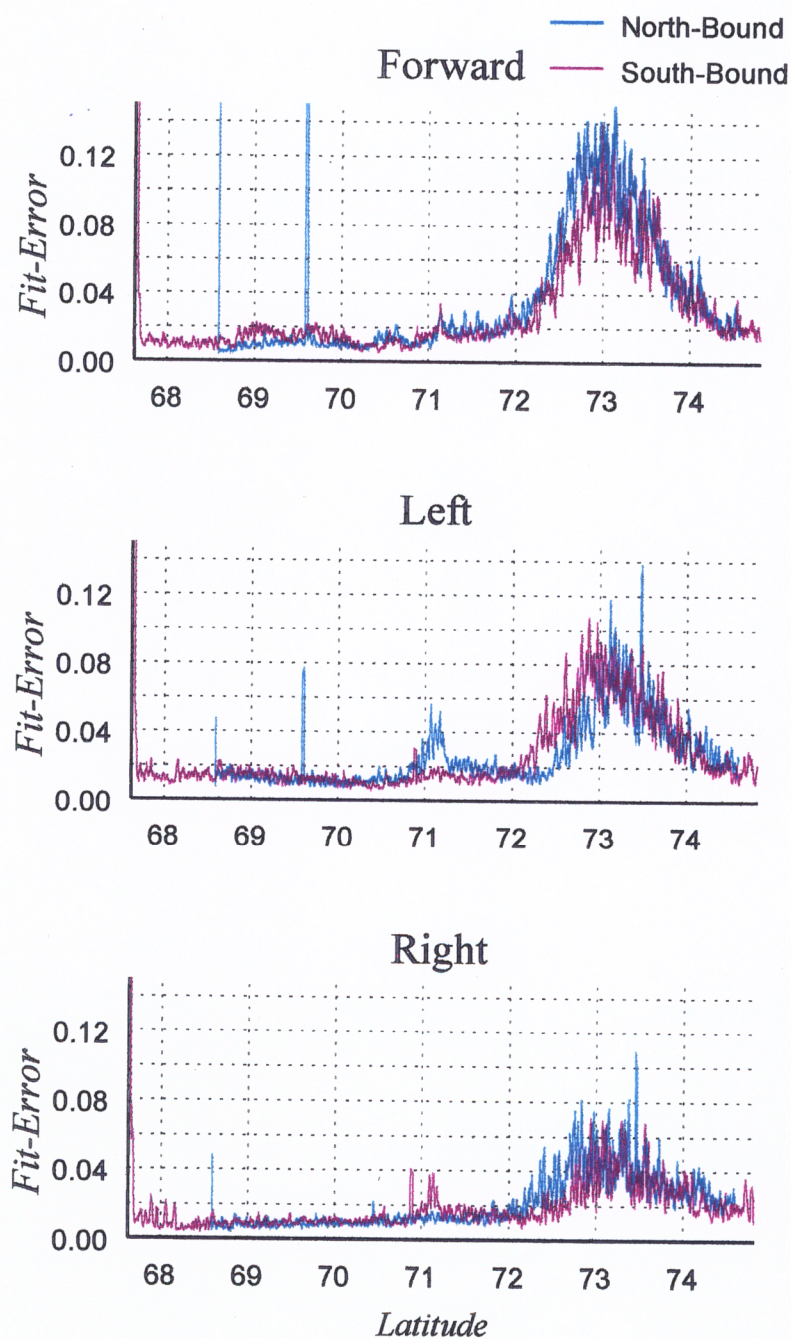 North-Bound
Forward
South-Bound
Fit-Error
0.12
0.08
0.04
0.00
68 69 70 71 72 73 74
Left
Fit-Error
0.12
0.08
0.04
0.00
68 69 70 71 72 73 74
Right
Fit-Error
0.12
0.08
0.04
0.00
68 69 70 71 72 73 74
Latitude